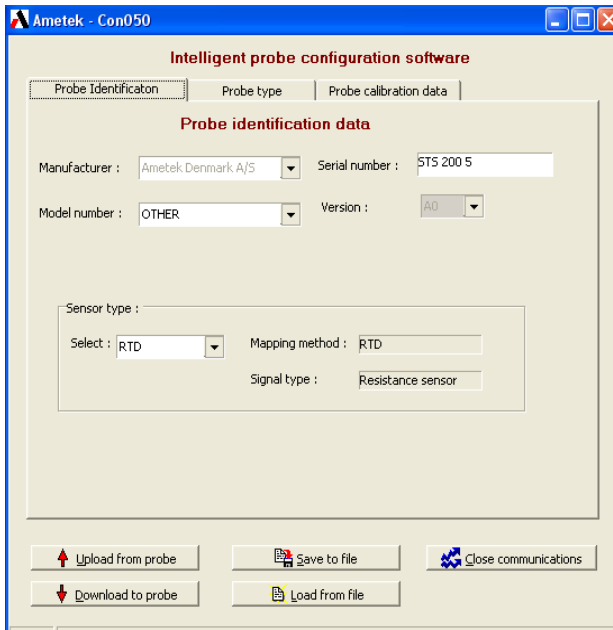 Ametek - Con050
Intelligent probe configuration software
Probe Identificaton
Probe type
Probe calibration data
Probe identification data
Manufacturer :
Ametek Denmark A/S
Serial number :
STS 200 5
Model number :
OTHER
Version :
A0
Sensor type :
Select :
RTD
Mapping method :
RTD
Signal type :
Resistance sensor
Upload from probe
Save to file
Close communications
Download to probe
Load from file